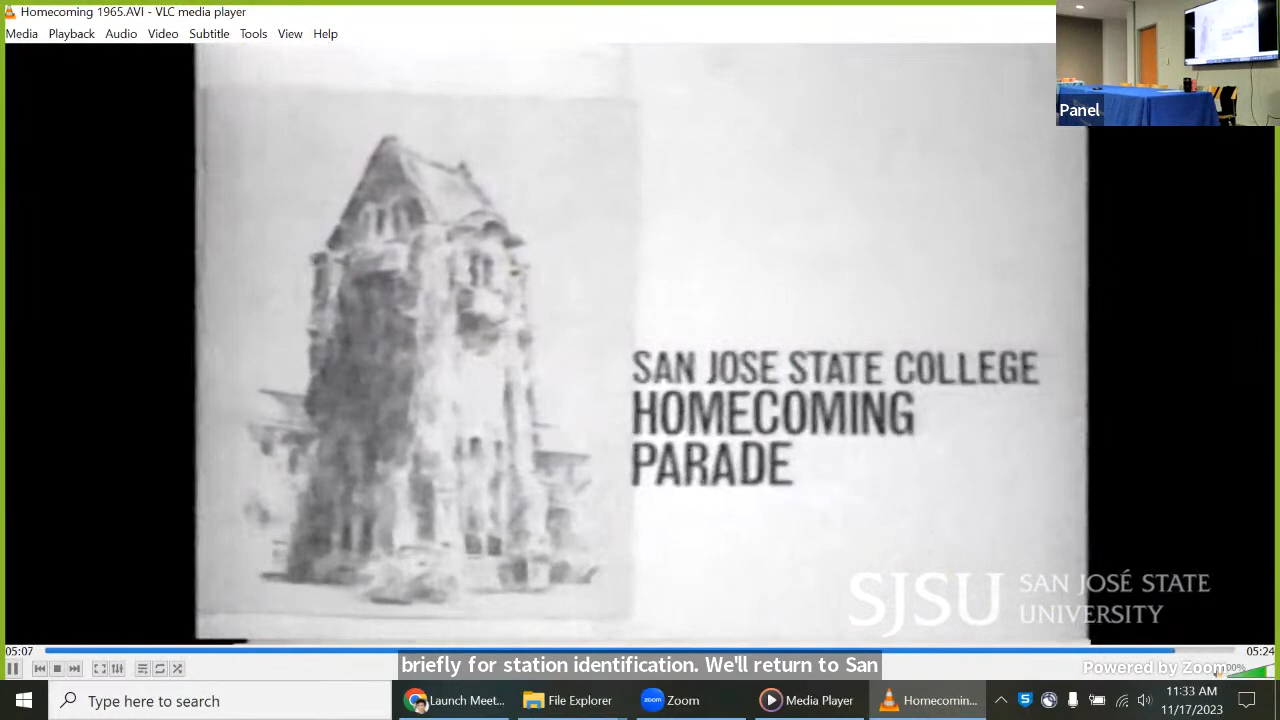 Homecoming 1965.AVI - VLC media player
Media Playback Audio Video Subtitle Tools View Help
Panel
SAN JOSE STATE COLLEGE
HOMECOMING
PARADE
SJSU SAN JOSÉ STATE
UNIVERSITY
05:07
05:24
briefly for station identification. We'll return to San
Powered by Zoom
Type here to search
Launch Meet...
File Explorer
zoom
Zoom
Media Player
Homecomin...
11:33 AM
11/17/2023